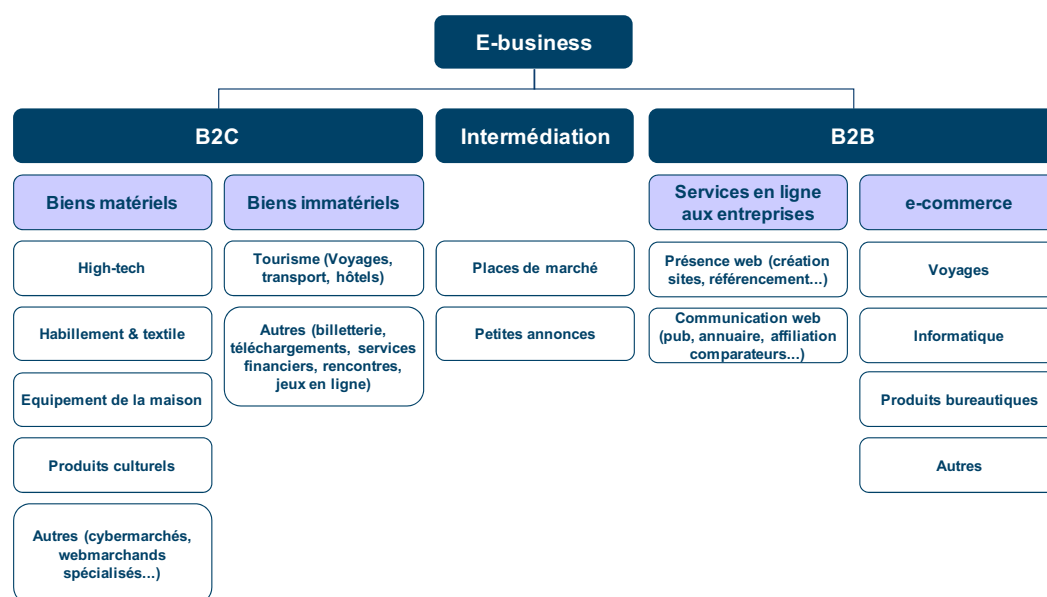 E-business
B2C
Intermédiation
B2B
Biens matériels
Biens immatériels
Services en ligne
aux entreprises
e-commerce
High-tech
Habillement & textile
Equipement de la maison
Produits culturels
Autres (cybermarchés,
webmarchands
spécialisés...)
Tourisme (Voyages,
transport, hôtels)
Autres (billetterie,
téléchargements, services
financiers, rencontres,
jeux en ligne)
Places de marché
Petites annonces
Présence web (création
sites, référencement...)
Communication web
(pub, annuaire, affiliation
comparateurs...)
Voyages
Informatique
Produits bureautiques
Autres